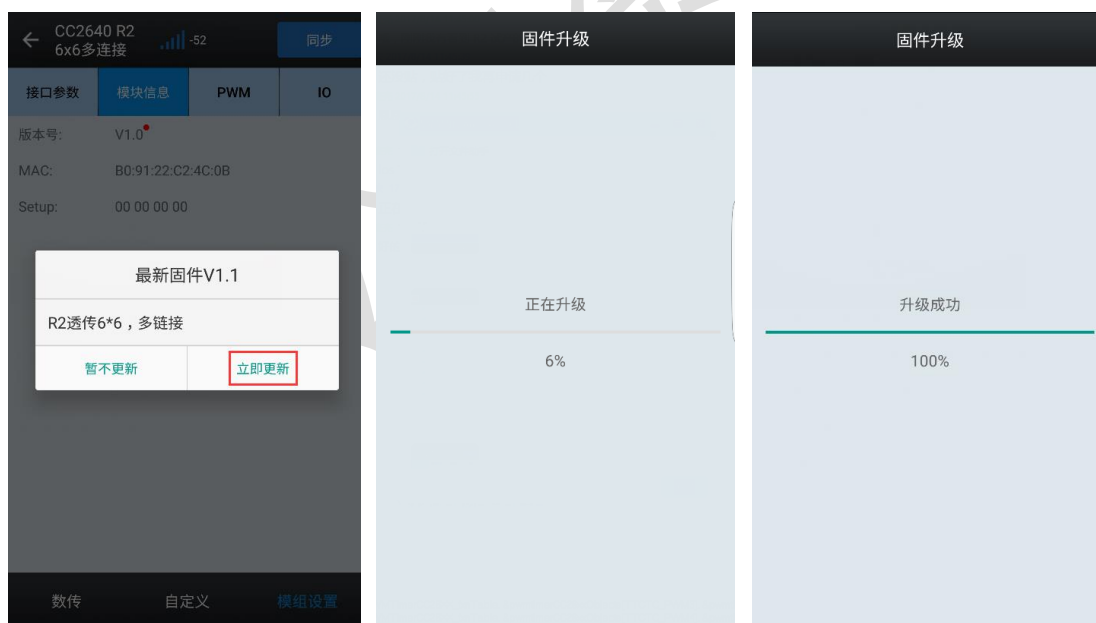 CC2640 R2
6x6多连接
-52
同步
接口参数
模块信息
PWM
IO
版本号:
V1.0
MAC:
B0:91:22:C2:4C:0B
Setup:
00 00 00 00
最新固件V1.1
R2透传6*6，多链接
暂不更新
立即更新
数传
自定义
模组设置
固件升级
正在升级
6%
固件升级
升级成功
100%